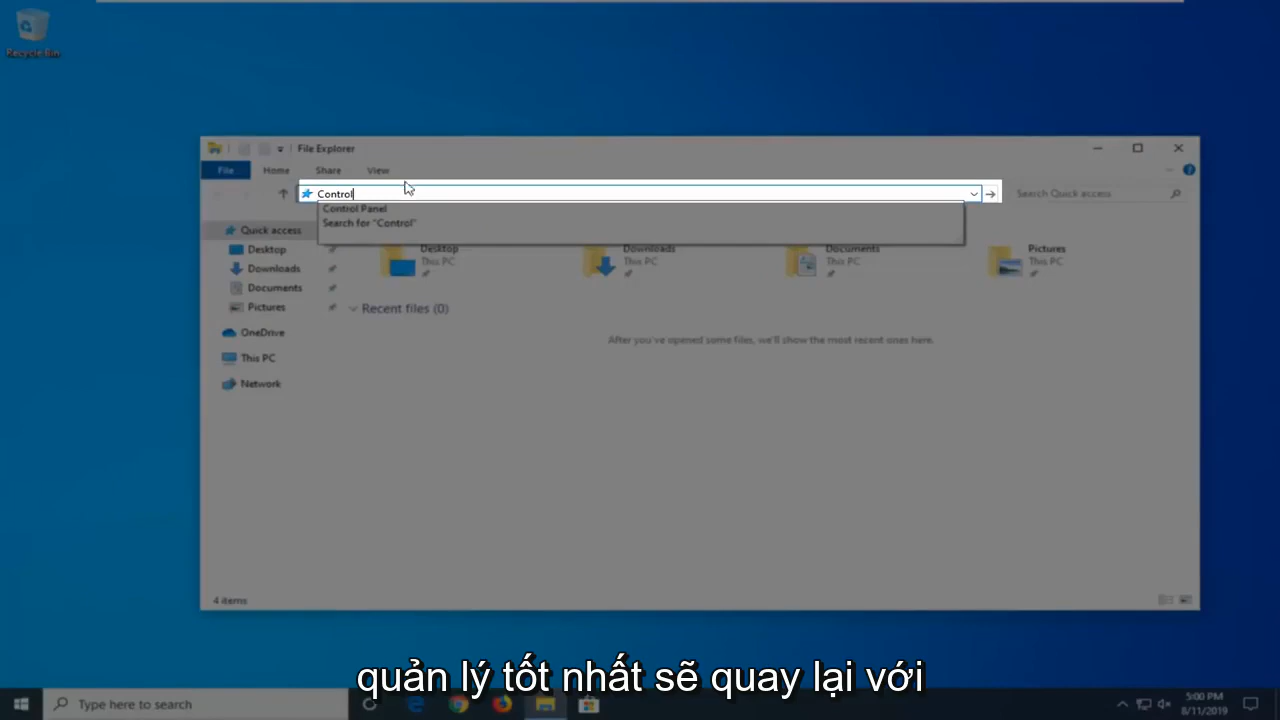 Recycle Bin
File Explorer
File Home Share View
Control
Search Quick access
Control Panel
Search for "Control"
Quick access
Desktop
Downloads
Documents
Pictures
OneDrive
This PC
Network
Desktop
This PC
Downloads
This PC
Documents
This PC
Pictures
This PC
Recent files (0)
After you've opened some files, we'll show the most recent ones here.
4 items
quản lý tốt nhất sẽ quay lại với
Type here to search
5:00 PM
8/11/2019